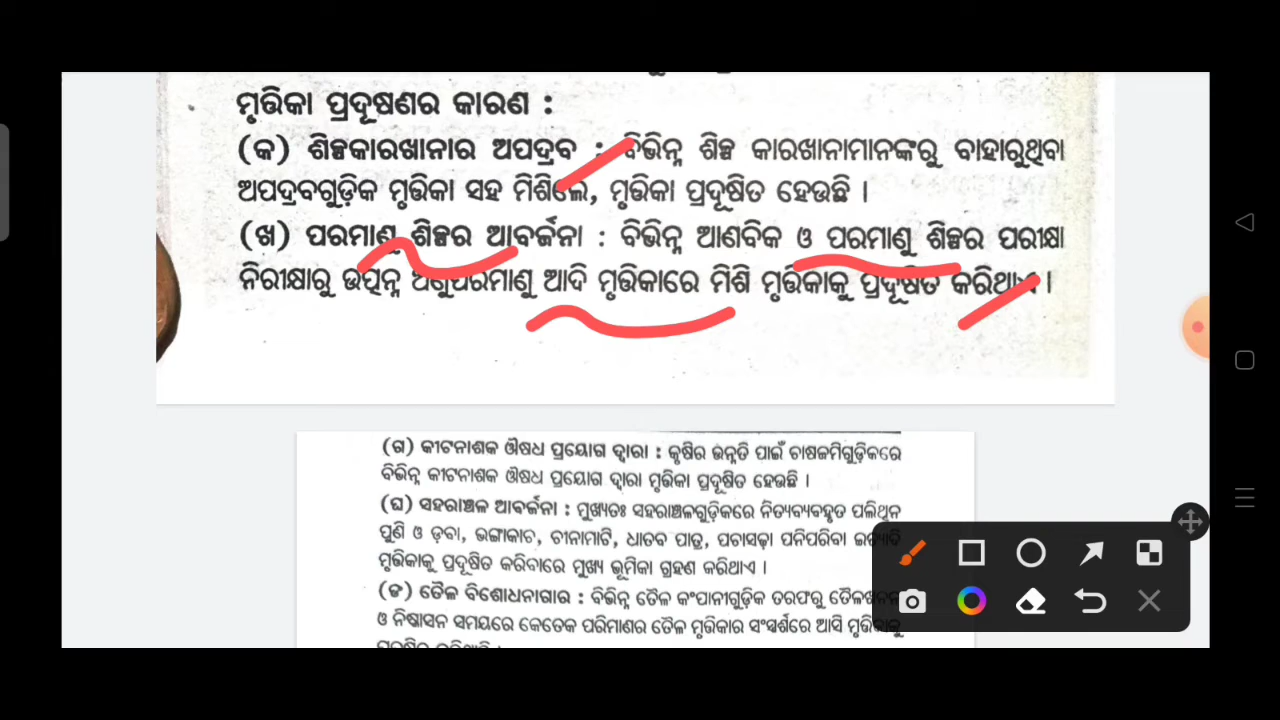 ମୃତ୍ତିକା ପ୍ରଦୂଷଣର କାରଣ :
(କ) ଶିଳ୍ପକାରଖାନାର ଅପଦ୍ରବ : ବିଭିନ୍ନ ଶିଳ୍ପ କାରଖାନାମାନଙ୍କରୁ ବାହାରୁଥିବା
ଅପଦ୍ରବଗୁଡ଼ିକ ମୃତ୍ତିକା ସହ ମିଶିଲେ, ମୃତ୍ତିକା ପ୍ରଦୂଷିତ ହେଉଛି ।
(ଖ) ପରମାଣୁ ଶିଳ୍ପର ଆବର୍ଜନା : ବିଭିନ୍ନ ଆଣବିକ ଓ ପରମାଣୁ ଶିଳ୍ପର ପରୀକ୍ଷା
ନିରୀକ୍ଷାରୁ ଉତ୍ପନ୍ନ ଅଣୁପରମାଣୁ ଆଦି ମୃତ୍ତିକାରେ ମିଶି ମୃତ୍ତିକାକୁ ପ୍ରଦୂଷିତ କରିଥାଏ ।
(ଗ) କୀଟନାଶକ ଔଷଧ ପ୍ରୟୋଗ ଦ୍ୱାରା : କୃଷିର ଉନ୍ନତି ପାଇଁ ଚାଷଜମିଗୁଡ଼ିକରେ
ବିଭିନ୍ନ କୀଟନାଶକ ଔଷଧ ପ୍ରୟୋଗ ଦ୍ୱାରା ମୃତ୍ତିକା ପ୍ରଦୂଷିତ ହେଉଛି ।
(ଘ) ସହରାଞ୍ଚଳ ଆବର୍ଜନା : ମୁଖ୍ୟତଃ ସହରାଞ୍ଚଳଗୁଡ଼ିକରେ ନିତ୍ୟବ୍ୟବହୃତ ପଲିଥିନ
ପୁଣି ଓ ଡ଼ବା, ଭଙ୍ଗାକାଚ, ଚୀନାମାଟି, ଧାତବ ପାତ୍ର, ପଚାସଢ଼ା ପନିପରିବା ଇତ୍ୟାଦି
ମୃତ୍ତିକାକୁ ପ୍ରଦୂଷିତ କରିବାରେ ମୁଖ୍ୟ ଭୂମିକା ଗ୍ରହଣ କରିଥାଏ ।
(ଙ) ତୈଳ ବିଶୋଧନାଗାର : ବିଭିନ୍ନ ତୈଳ କଂପାନୀଗୁଡ଼ିକ ତରଫରୁ ତୈଳଖନନ
ଓ ନିଷ୍କାସନ ସମୟରେ କେତେକ ପରିମାଣର ତୈଳ ମୃତ୍ତିକାର ସଂସ୍ପର୍ଶରେ ଆସି ମୃତ୍ତିକାକୁ